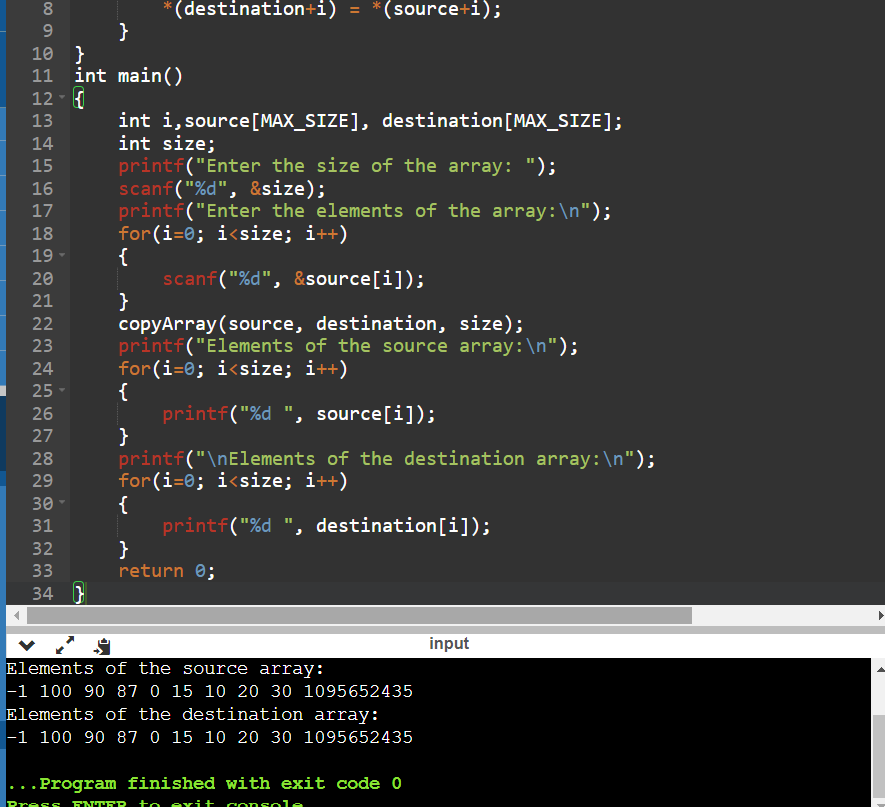 8 *(destination+i) = *(source+i);
9 }
10 }
11 int main()
12 {
13 int i,source[MAX_SIZE], destination[MAX_SIZE];
14 int size;
15 printf("Enter the size of the array: ");
16 scanf("%d", &size);
17 printf("Enter the elements of the array:\n");
18 for(i=0; i<size; i++)
19 {
20 scanf("%d", &source[i]);
21 }
22 copyArray(source, destination, size);
23 printf("Elements of the source array:\n");
24 for(i=0; i<size; i++)
25 {
26 printf("%d ", source[i]);
27 }
28 printf("\nElements of the destination array:\n");
29 for(i=0; i<size; i++)
30 {
31 printf("%d ", destination[i]);
32 }
33 return 0;
34 }
input
Elements of the source array:
-1 100 90 87 0 15 10 20 30 1095652435
Elements of the destination array:
-1 100 90 87 0 15 10 20 30 1095652435
...Program finished with exit code 0
Press ENTER to exit console.